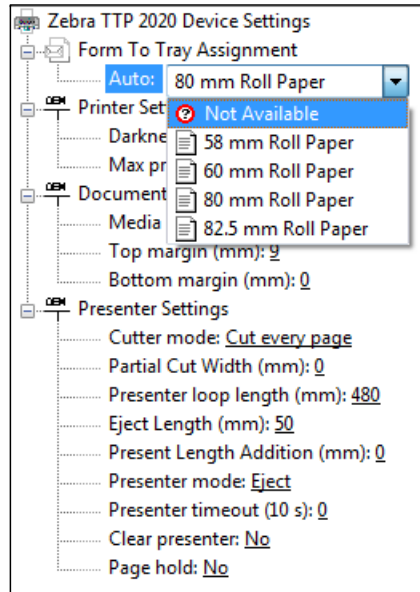 Zebra TTP 2020 Device Settings
Form To Tray Assignment
Auto: 80 mm Roll Paper
Not Available
58 mm Roll Paper
60 mm Roll Paper
80 mm Roll Paper
82.5 mm Roll Paper
Printer Set
Darkne
Max pr
Document
Media
Top margin (mm): 9
Bottom margin (mm): 0
Presenter Settings
Cutter mode: Cut every page
Partial Cut Width (mm): 0
Presenter loop length (mm): 480
Eject Length (mm): 50
Present Length Addition (mm): 0
Presenter mode: Eject
Presenter timeout (10 s): 0
Clear presenter: No
Page hold: No